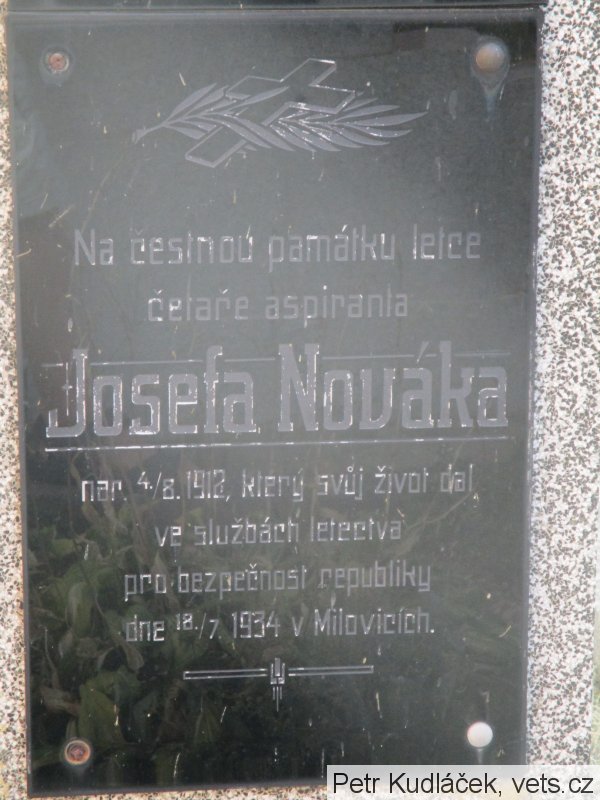 Na čestnou památku letce
četaře aspiranta
Josefa Nováka
nar. 4./8. 1912, který svůj život dal
ve službách letectva
pro bezpečnost republiky
dne 18./7. 1934 v Milovicích.
Petr Kudláček, vets.cz